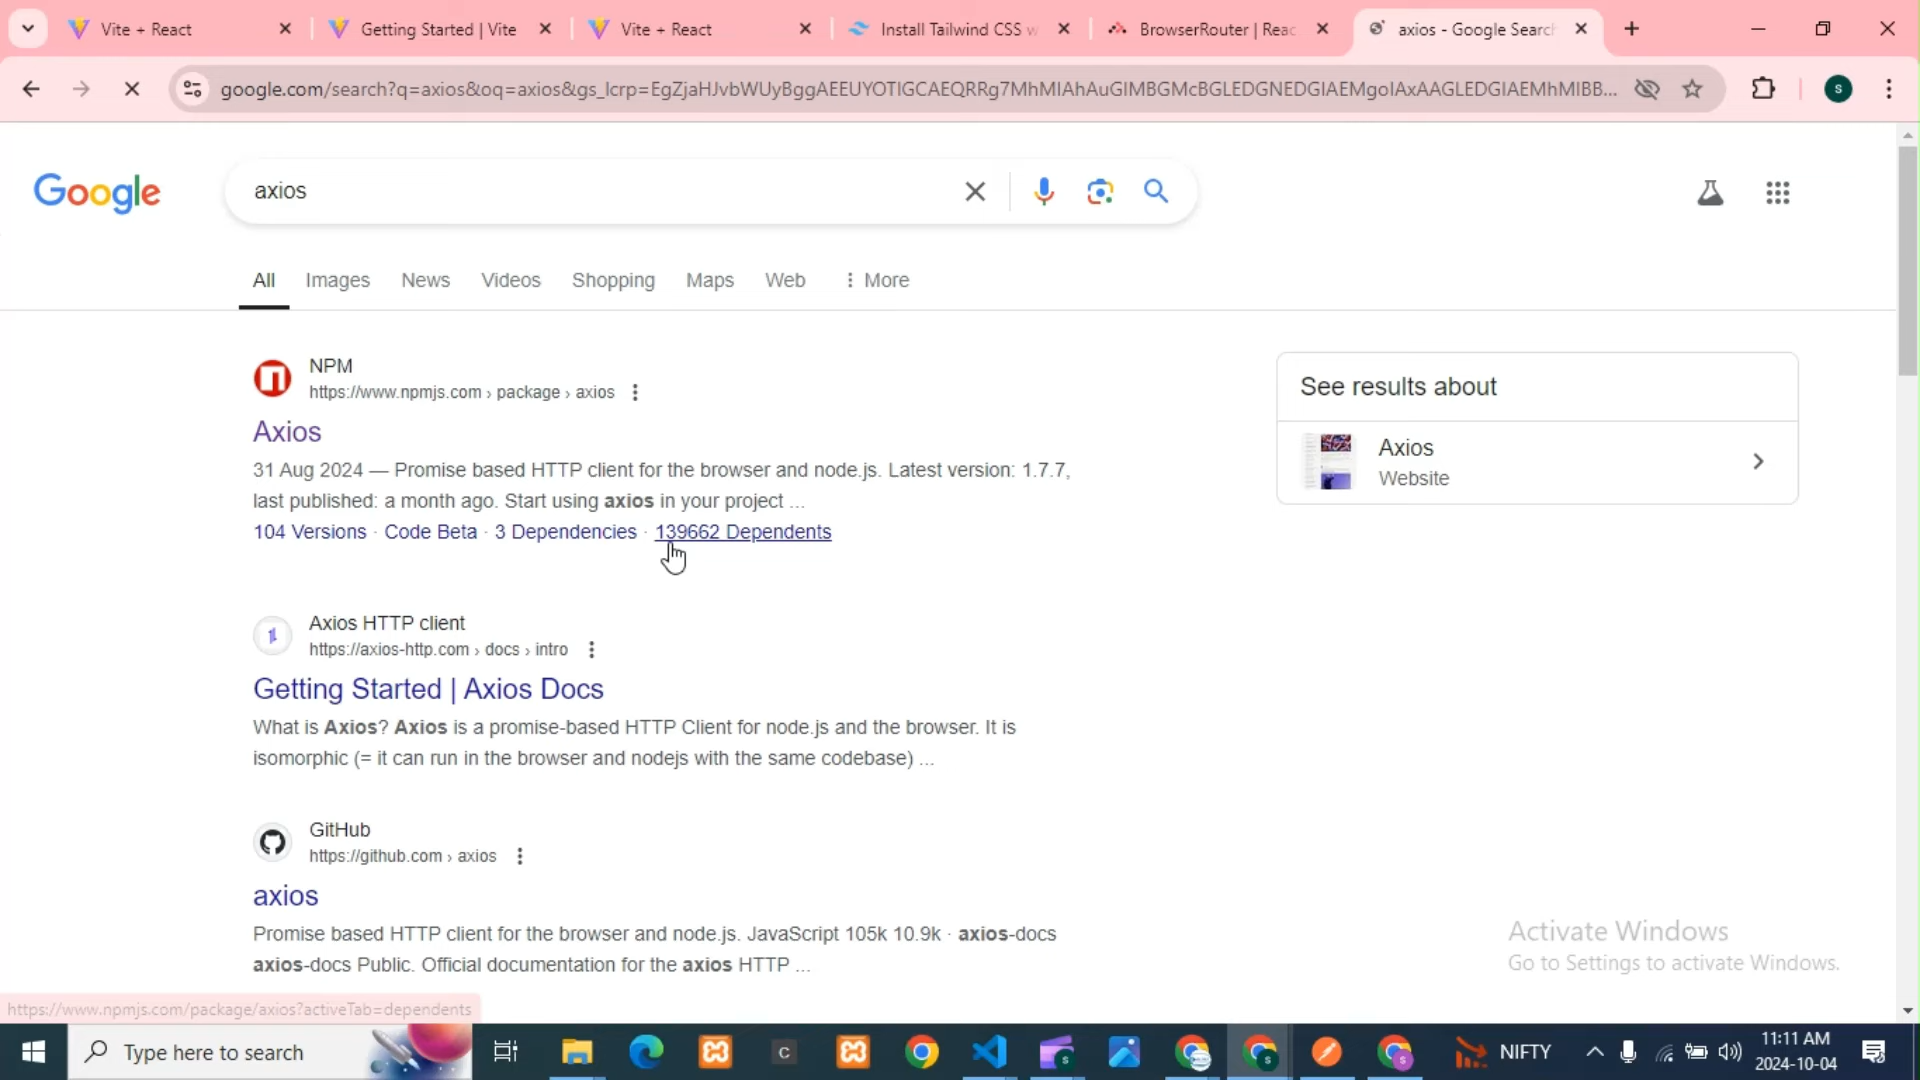 Vite + React
Getting Started | Vite
Vite + React
Install Tailwind CSS w
BrowserRouter | Reac
axios - Google Search
google.com/search?q=axios&oq=axios&gs_lcrp=
S
Google
axios
All
Images
News
Videos
Shopping
Maps
Web
More
NPM
https://www.npmjs.com › package › axios
Axios
31 Aug 2024 — Promise based HTTP client for the browser and node.js. Latest version: 1.7.7,
last published: a month ago. Start using axios in your project ...
104 Versions · Code Beta · 3 Dependencies · 139662 Dependents
See results about
Axios
Website
Axios HTTP client
https://axios-http.com › docs › intro
Getting Started | Axios Docs
What is Axios? Axios is a promise-based HTTP Client for node.js and the browser. It is
isomorphic (= it can run in the browser and nodejs with the same codebase) ...
GitHub
https://github.com › axios
axios
Promise based HTTP client for the browser and node.js. JavaScript 105k 10.9k · axios-docs
axios-docs Public. Official documentation for the axios HTTP ...
Activate Windows
Go to Settings to activate Windows.
https://www.npmjs.com/package/axios?activeTab=dependents
Type here to search
NIFTY
11:11 AM
2024-10-04